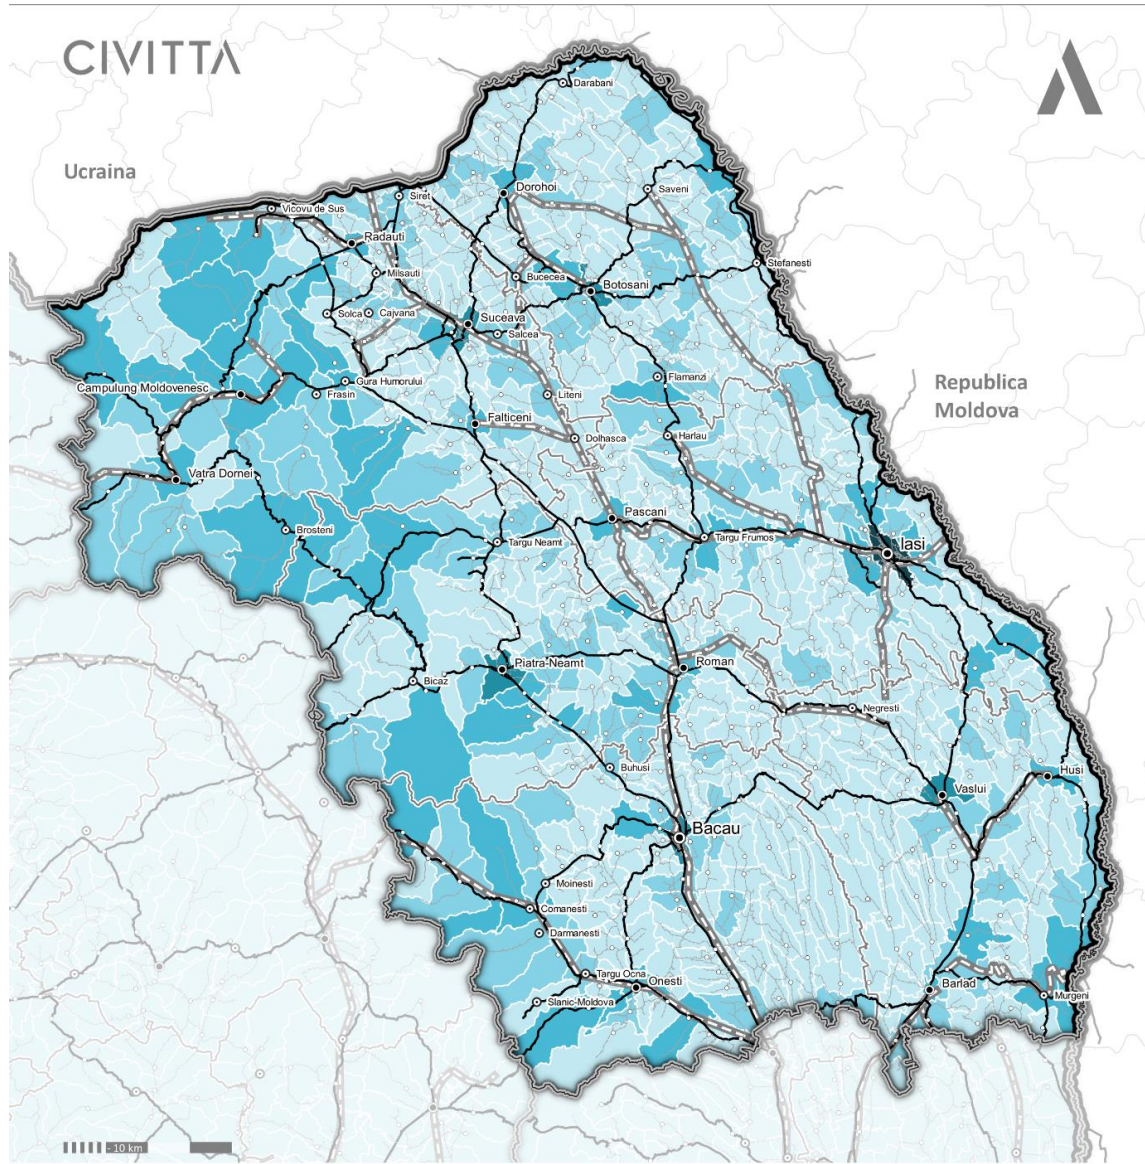 CIVITTA
Darabani
Ucraina
Dorohoi
Saveni
Siret
Vicovu de Sus
Radauti
Milsauti
Bucecea
Botosani
Stefanesti
Solca
Cajvana
Suceava
Salcea
Campulung Moldovenesc
Gura Humorului
Frasin
Liteni
Flamanzi
Republica
Moldova
Falticeni
Dolhasca
Harlau
Vatra Dornei
Brosteni
Pascani
Targu Neamt
Targu Frumos
Iasi
Piatra-Neamt
Roman
Bicaz
Negresti
Buhusi
Husi
Vaslui
Bacau
Moinesti
Comanesti
Darmanesti
Targu Ocna
Onesti
Slanic-Moldova
Barlad
Murgeni
- 10 km